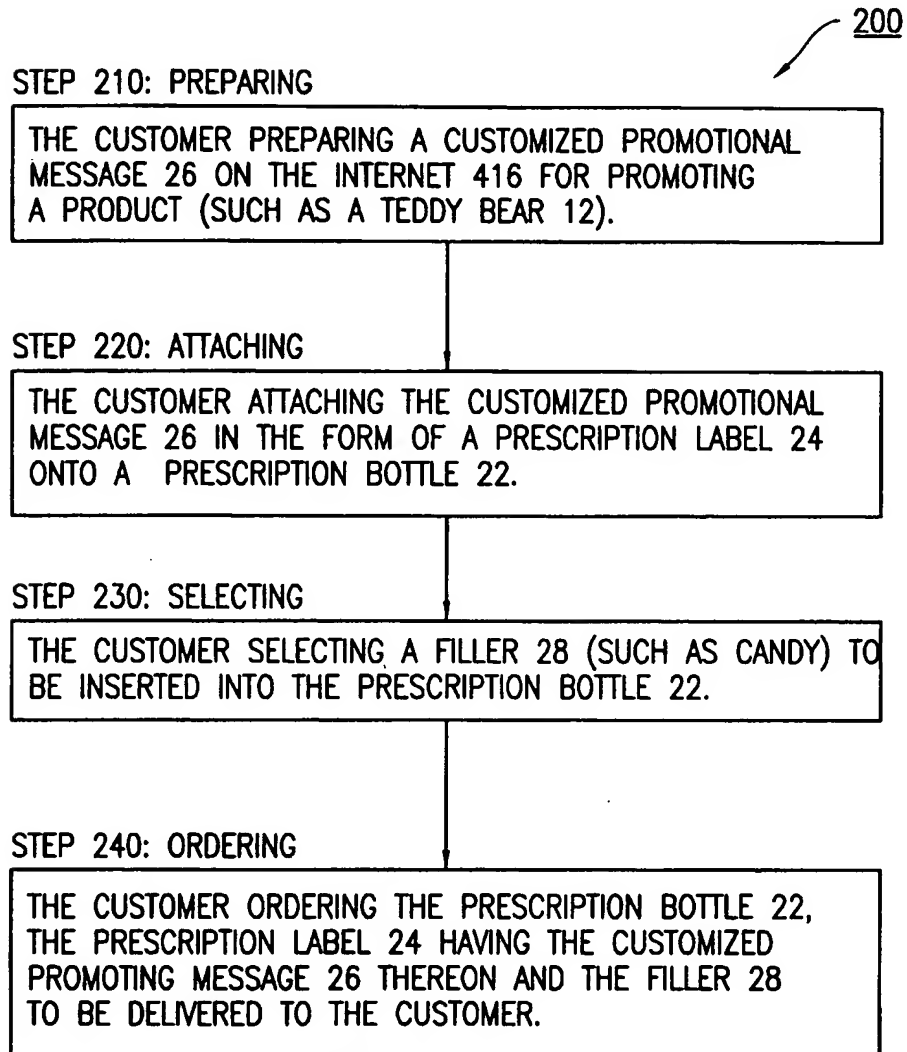 200
STEP 210: PREPARING
THE CUSTOMER PREPARING A CUSTOMIZED PROMOTIONAL
MESSAGE 26 ON THE INTERNET 416 FOR PROMOTING
A PRODUCT (SUCH AS A TEDDY BEAR 12).
STEP 220: ATTACHING
THE CUSTOMER ATTACHING THE CUSTOMIZED PROMOTIONAL
MESSAGE 26 IN THE FORM OF A PRESCRIPTION LABEL 24
ONTO A PRESCRIPTION BOTTLE 22.
STEP 230: SELECTING
THE CUSTOMER SELECTING A FILLER 28 (SUCH AS CANDY) TO
BE INSERTED INTO THE PRESCRIPTION BOTTLE 22.
STEP 240: ORDERING
THE CUSTOMER ORDERING THE PRESCRIPTION BOTTLE 22,
THE PRESCRIPTION LABEL 24 HAVING THE CUSTOMIZED
PROMOTING MESSAGE 26 THEREON AND THE FILLER 28
TO BE DELIVERED TO THE CUSTOMER.